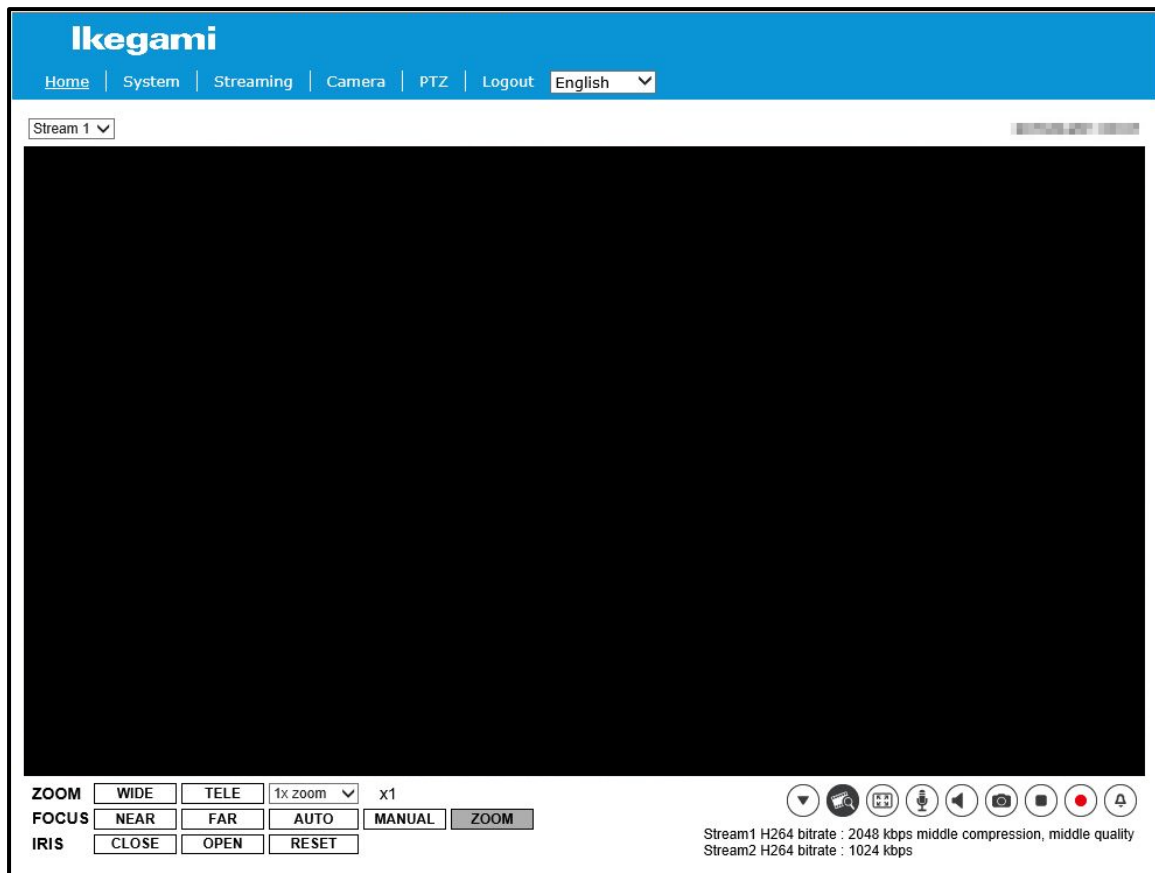 Ikegami
Home System Streaming Camera PTZ Logout English
Stream 1
ZOOM WIDE TELE 1x zoom x1
FOCUS NEAR FAR AUTO MANUAL ZOOM
IRIS CLOSE OPEN RESET
Stream1 H264 bitrate : 2048 kbps middle compression, middle quality
Stream2 H264 bitrate : 1024 kbps